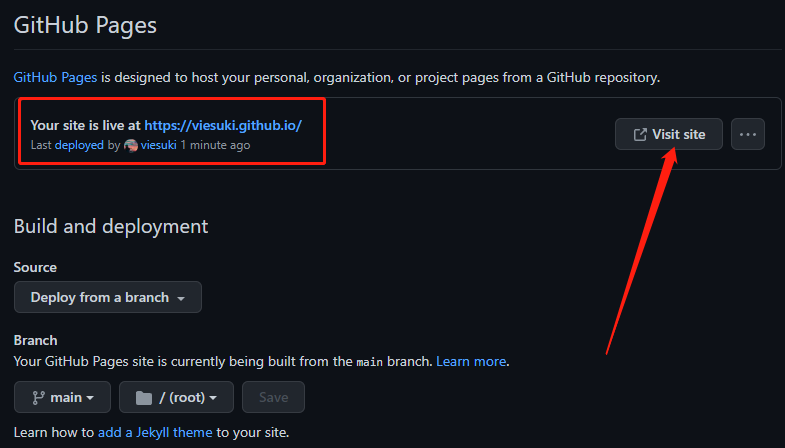 GitHub Pages
GitHub Pages is designed to host your personal, organization, or project pages from a GitHub repository.
Your site is live at https://viesuki.github.io/
Last deployed by viesuki 1 minute ago
Visit site
Build and deployment
Source
Deploy from a branch
Branch
Your GitHub Pages site is currently being built from the main branch. Learn more.
main
/ (root)
Save
Learn how to add a Jekyll theme to your site.